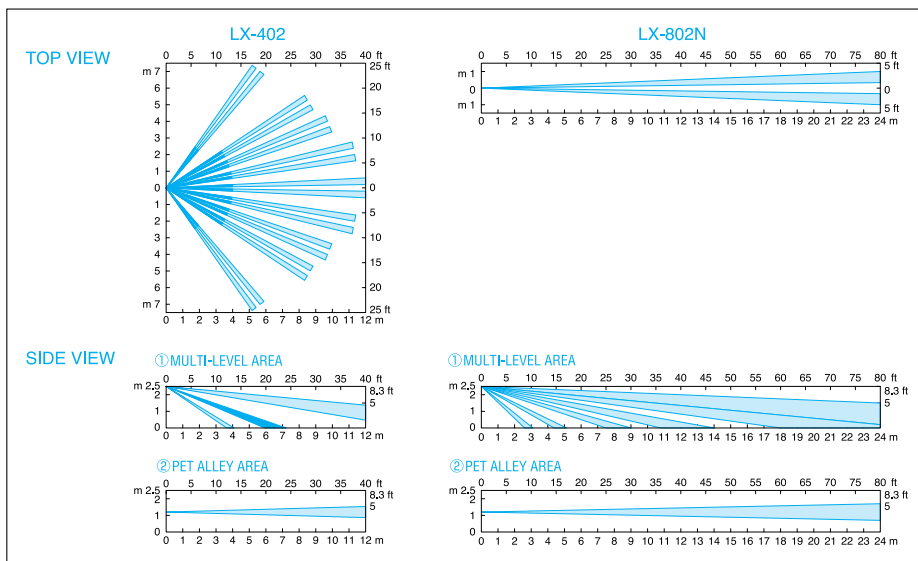 LX-402
LX-802N
TOP VIEW
0 5 10 15 20 25 30 35 40 ft
m 7 6 5 4 3 2 1 0 1 2 3 4 5 6 m 7
25 ft 20 15 10 5 0 5 10 15 20 25 ft
0 1 2 3 4 5 6 7 8 9 10 11 12 m
0 5 10 15 20 25 30 35 40 45 50 55 60 65 70 75 80 ft
m 1 0 m 1
5 ft 0 5 ft
0 1 2 3 4 5 6 7 8 9 10 11 12 13 14 15 16 17 18 19 20 21 22 23 24 m
SIDE VIEW
①MULTI-LEVEL AREA
0 5 10 15 20 25 30 33 40 ft
m 2.5 2 1 0
8.3 ft 5
0 1 2 3 4 5 6 7 8 9 10 11 12 m
①MULTI-LEVEL AREA
0 5 10 15 20 25 33 40 45 50 55 60 65 70 75 80 ft
m 2.5 2 1 0
8.3 ft 5
0 1 2 3 4 5 6 7 8 9 10 11 12 13 14 15 16 17 18 19 20 21 22 23 24 m
②PET ALLEY AREA
0 5 10 15 20 25 30 33 40 ft
m 2.5 2 1 0
8.3 ft 5
0 1 2 3 4 5 6 7 8 9 10 11 12 m
②PET ALLEY AREA
0 5 10 15 20 25 33 40 45 50 55 60 65 70 75 80 ft
m 2.5 2 1 0
8.3 ft 5
0 1 2 3 4 5 6 7 8 9 10 11 12 13 14 15 16 17 18 19 20 21 22 23 24 m